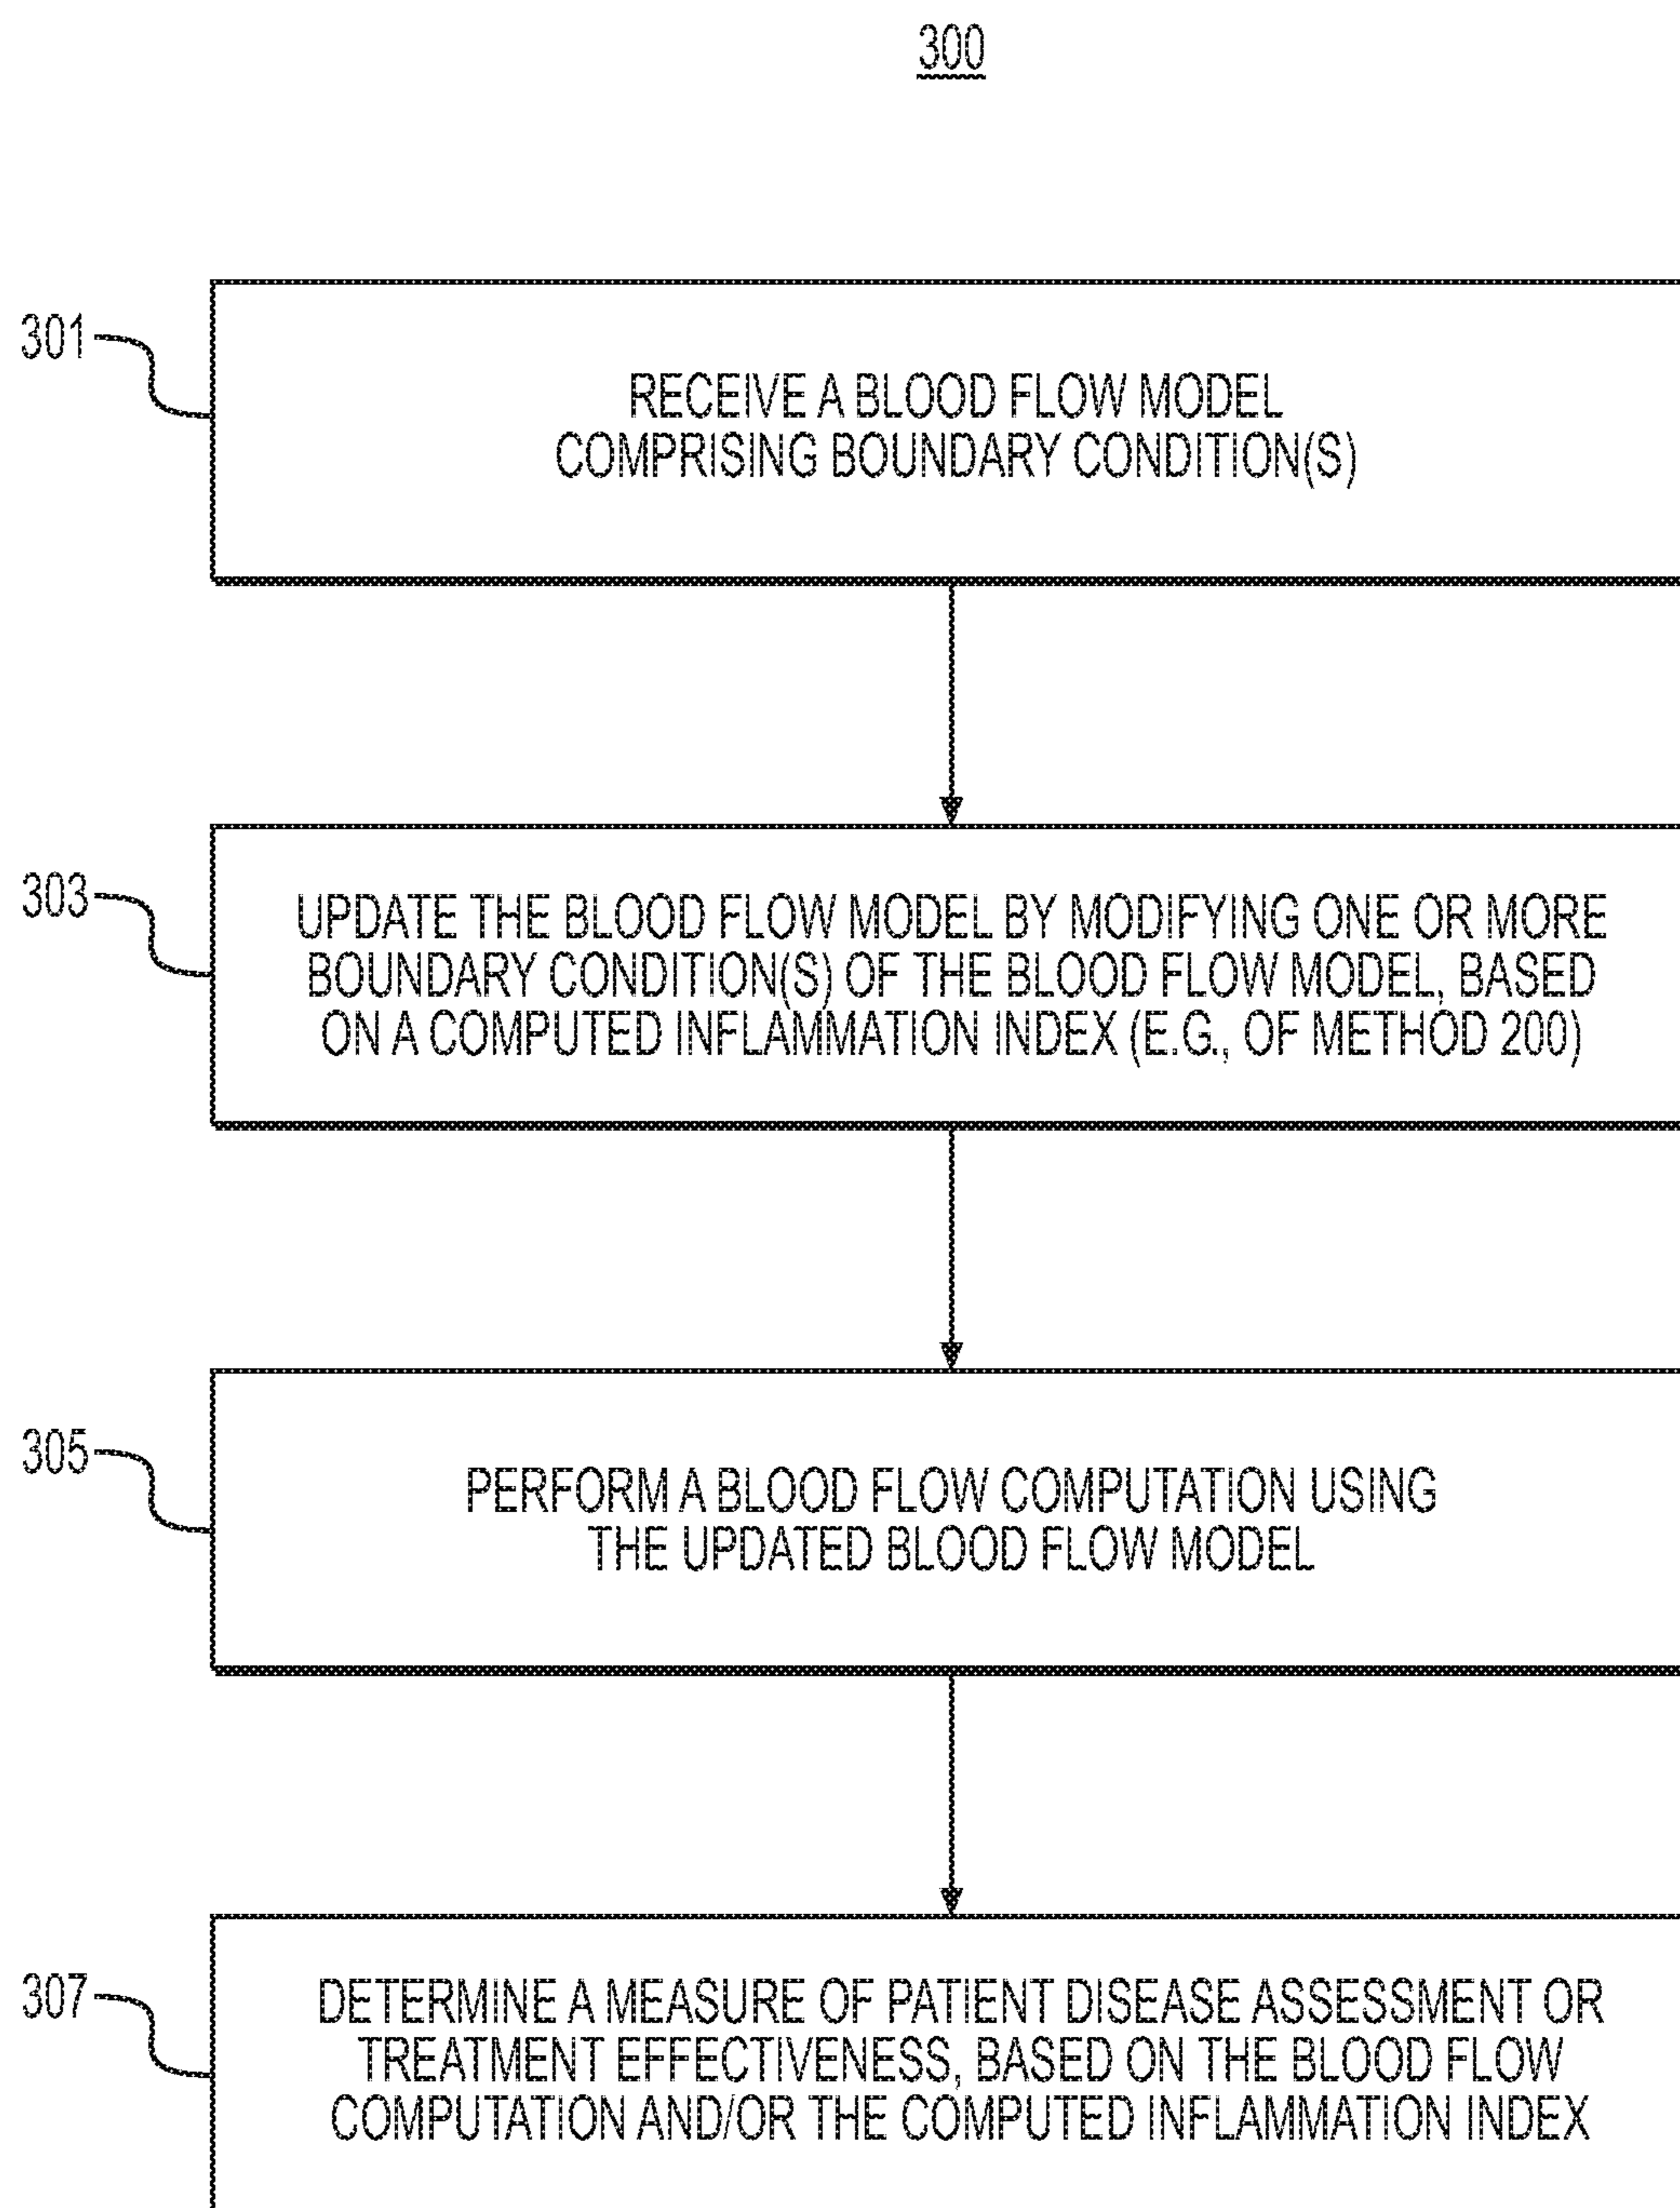 300
301
RECEIVE A BLOOD FLOW MODEL
COMPRISING BOUNDARY CONDITION(S)
303
UPDATE THE BLOOD FLOW MODEL BY MODIFYING ONE OR MORE
BOUNDARY CONDITION(S) OF THE BLOOD FLOW MODEL, BASED
ON A COMPUTED INFLAMMATION INDEX (E.G., OF METHOD 200)
305
PERFORM A BLOOD FLOW COMPUTATION USING
THE UPDATED BLOOD FLOW MODEL
307
DETERMINE A MEASURE OF PATIENT DISEASE ASSESSMENT OR
TREATMENT EFFECTIVENESS, BASED ON THE BLOOD FLOW
COMPUTATION AND/OR THE COMPUTED INFLAMMATION INDEX